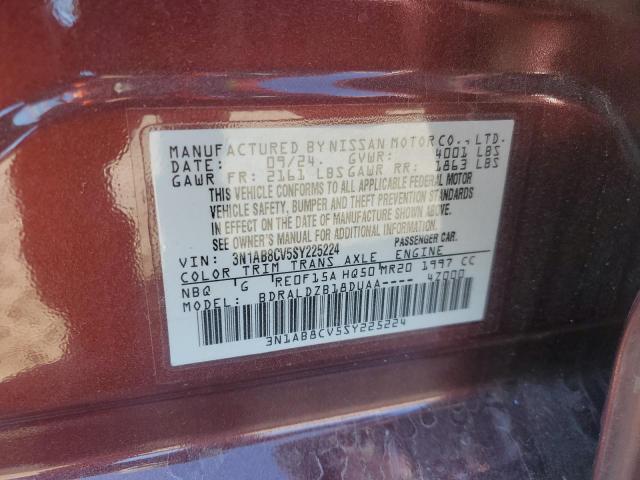 MANUFACTURED BY NISSAN MOTOR CO., LTD.
DATE: 09/24. GVWR: 4001 LBS
GAWR FR: 2161 LBS GAWR RR: 1863 LBS
THIS VEHICLE CONFORMS TO ALL APPLICABLE FEDERAL MOTOR
VEHICLE SAFETY, BUMPER AND THEFT PREVENTION STANDARDS
IN EFFECT ON THE DATE OF MANUFACTURE SHOWN ABOVE.
SEE OWNER'S MANUAL FOR ADDITIONAL INFORMATION
VIN: 3N1AB8CV5SY225224 PASSENGER CAR.
COLOR TRIM TRANS AXLE ENGINE
NBQ G RE0F15A HQ50 MR20 1997 CC
MODEL: BDRALDZB18DUAA---- 47000
3N1AB8CV5SY225224